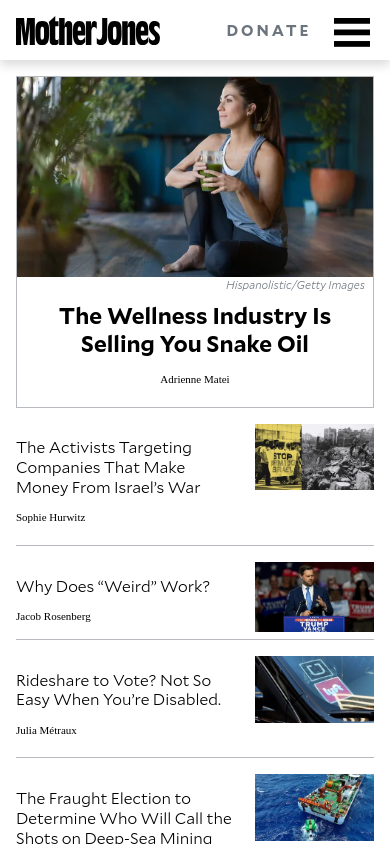 Mother Jones
DONATE
Hispanolistic/Getty Images
The Wellness Industry Is
Selling You Snake Oil
Adrienne Matei
The Activists Targeting
Companies That Make
Money From Israel’s War
STOP
Sophie Hurwitz
Why Does “Weird” Work?
Jacob Rosenberg
TRUMP
VANCE
Rideshare to Vote? Not So
Easy When You’re Disabled.
Julia Métraux
The Fraught Election to
Determine Who Will Call the
Shots on Deep-Sea Mining